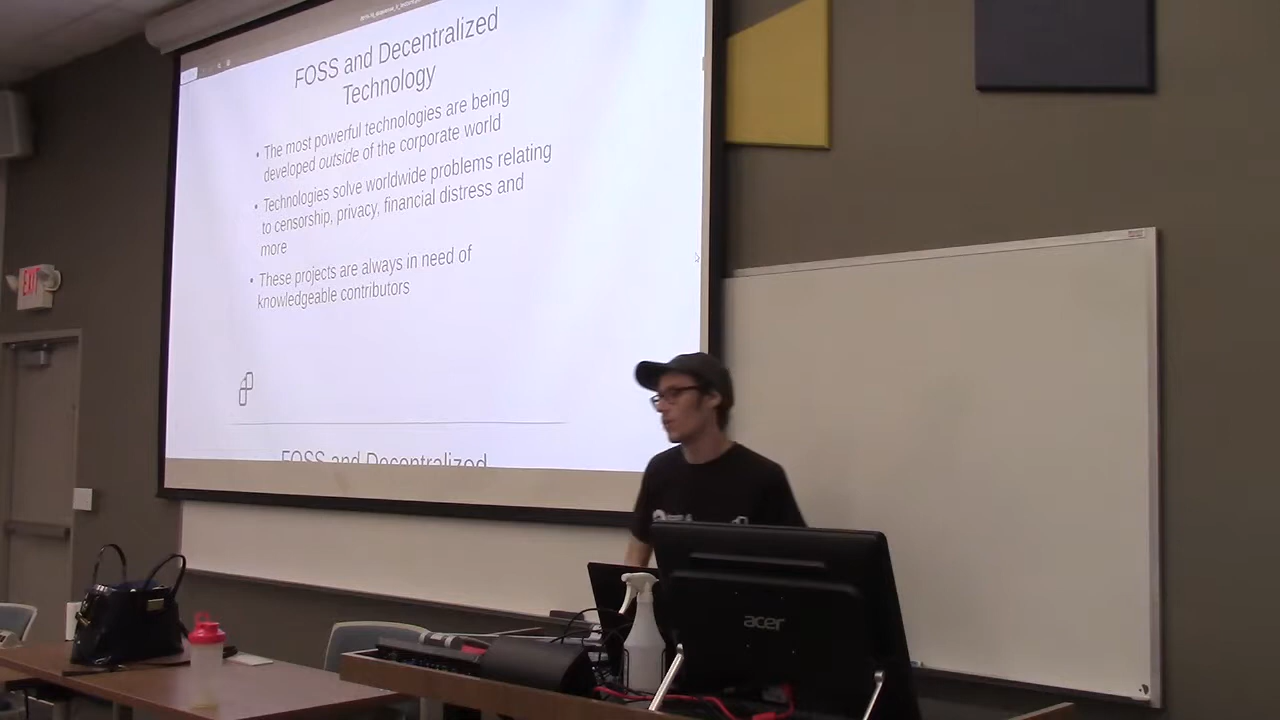 FOSS and Decentralized
Technology
• The most powerful technologies are being
developed outside of the corporate world
• Technologies solve worldwide problems relating
to censorship, privacy, financial distress and
more
• These projects are always in need of
knowledgeable contributors
FOSS and Decentralized
EXIT
acer